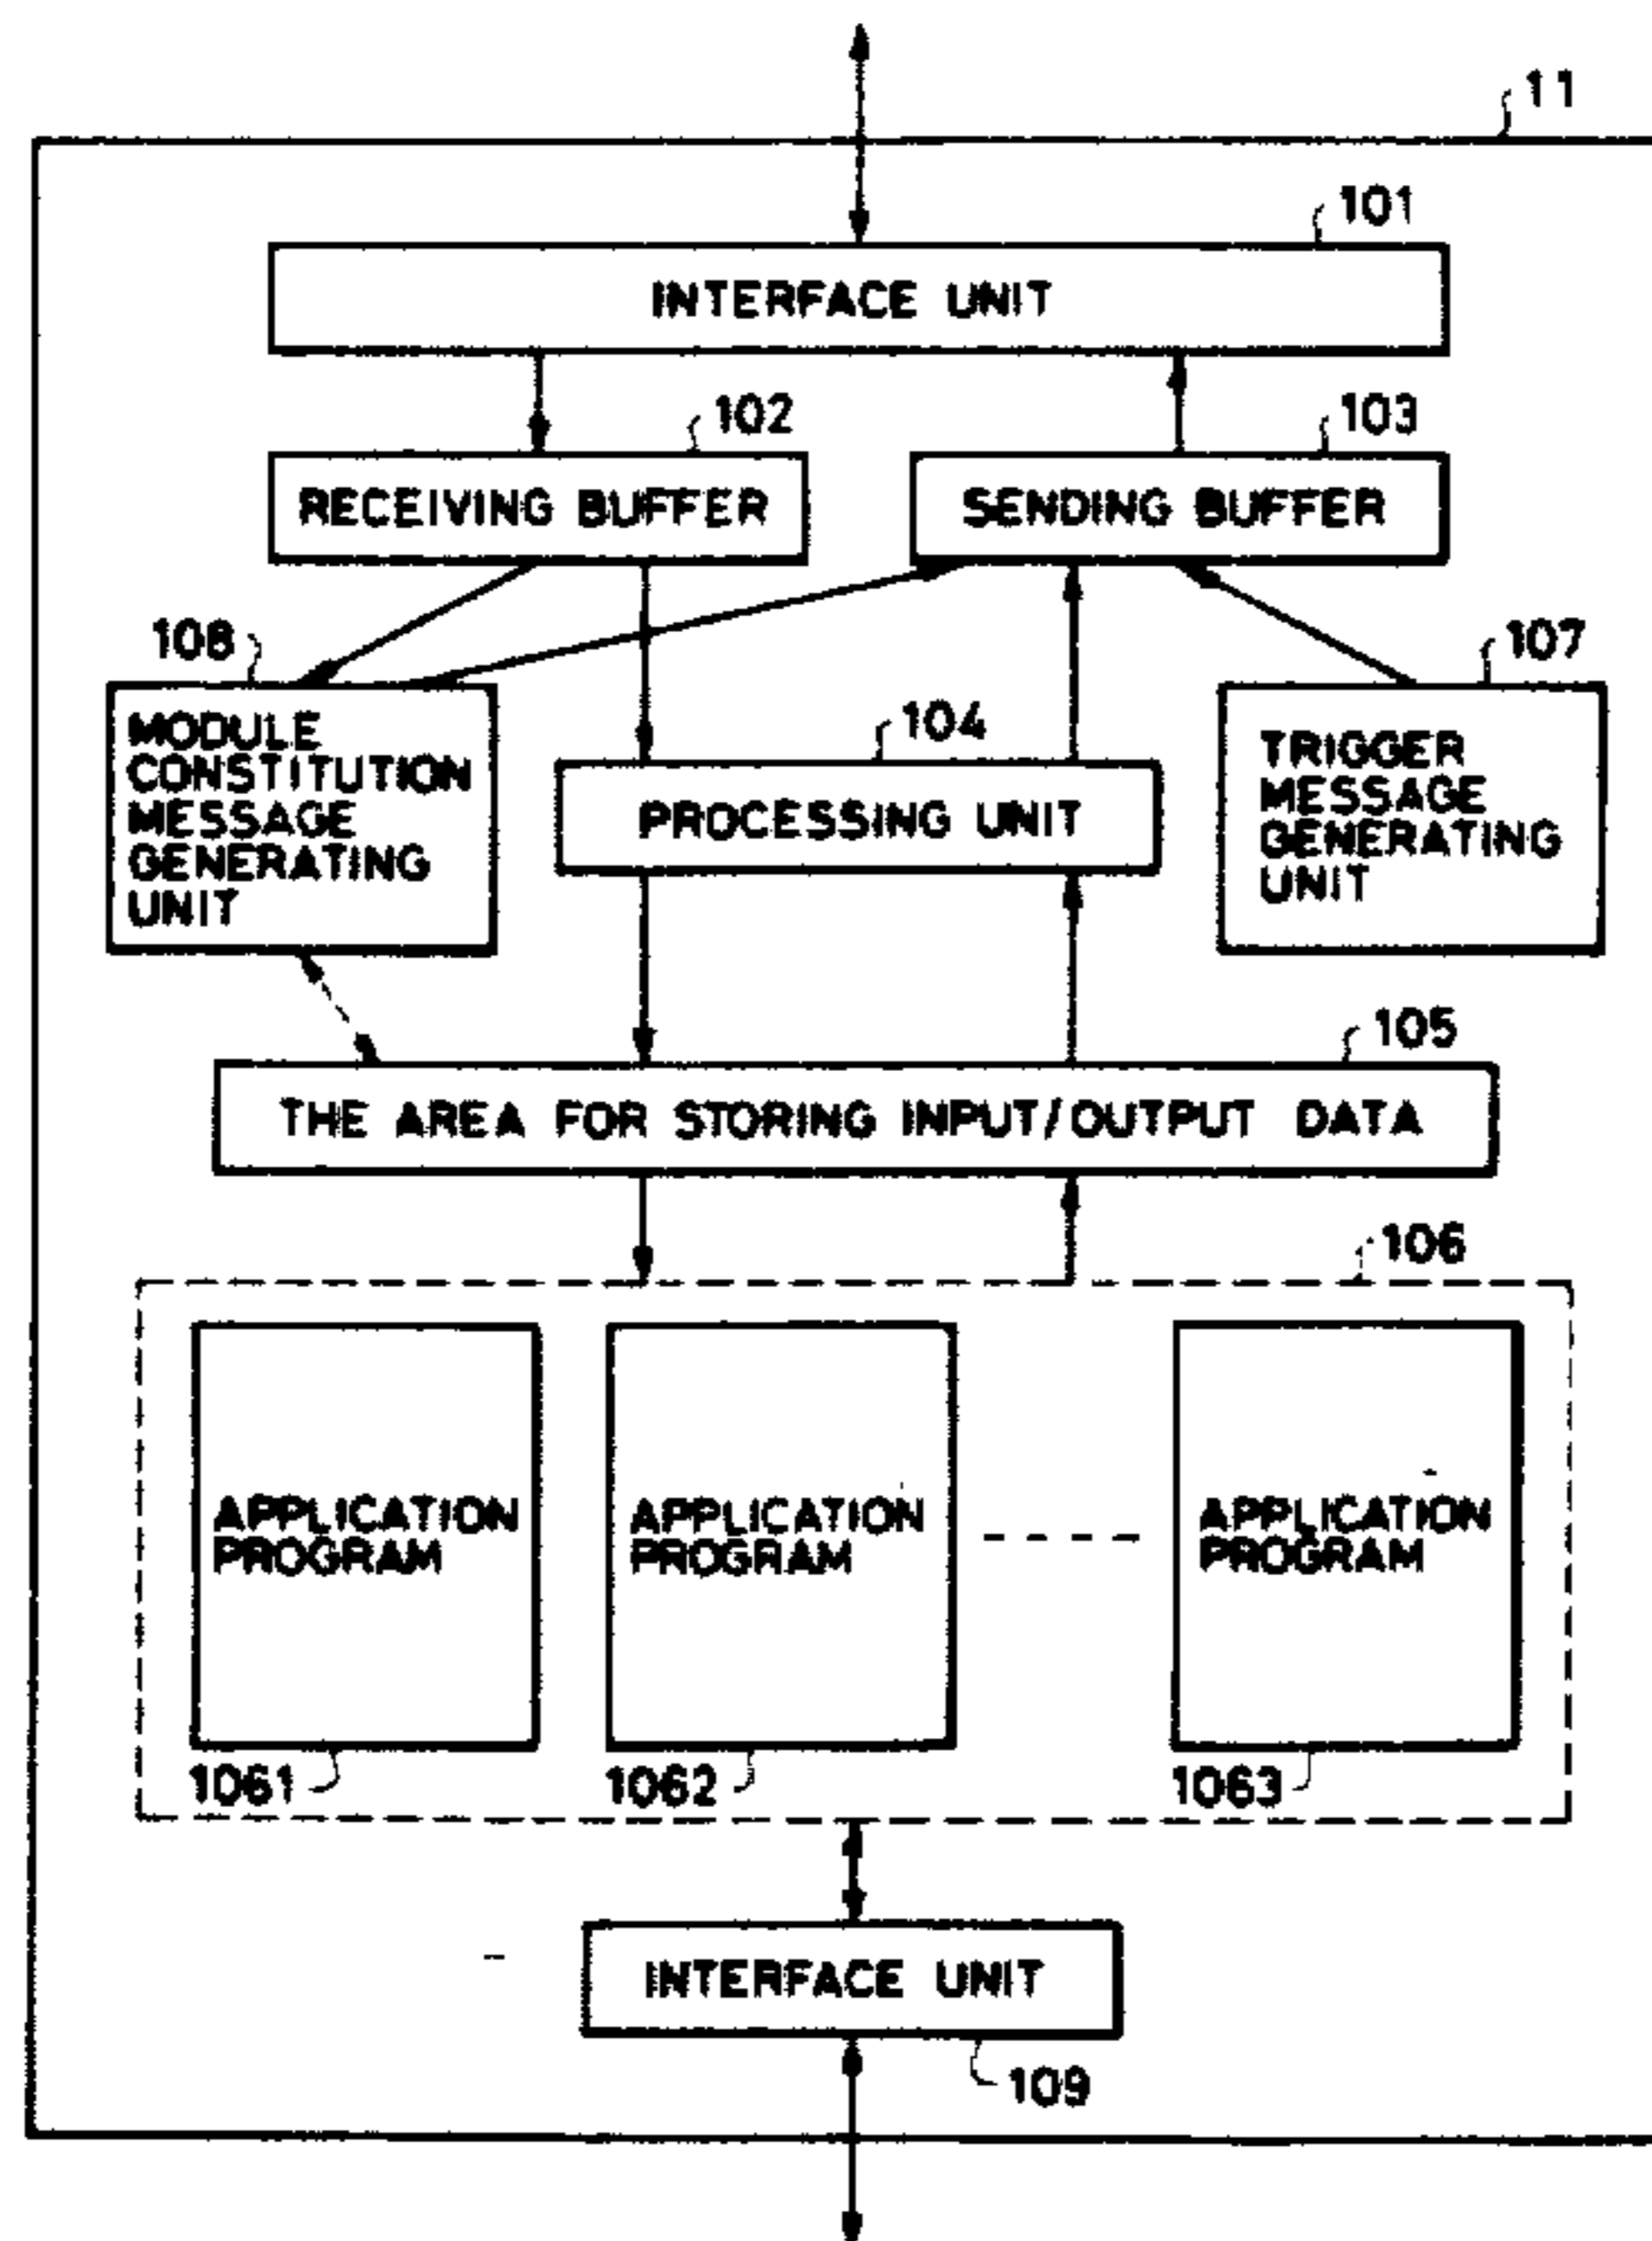 11
101
INTERFACE UNIT
102
103
RECEIVING BUFFER
SENDING BUFFER
108
107
MODULE
CONSTITUTION
MESSAGE
GENERATING
UNIT
104
PROCESSING UNIT
TRIGGER
MESSAGE
GENERATING
UNIT
105
THE AREA FOR STORING INPUT/OUTPUT DATA
106
APPLICATION
PROGRAM
APPLICATION
PROGRAM
APPLICATION
PROGRAM
1061
1062
1063
INTERFACE UNIT
109